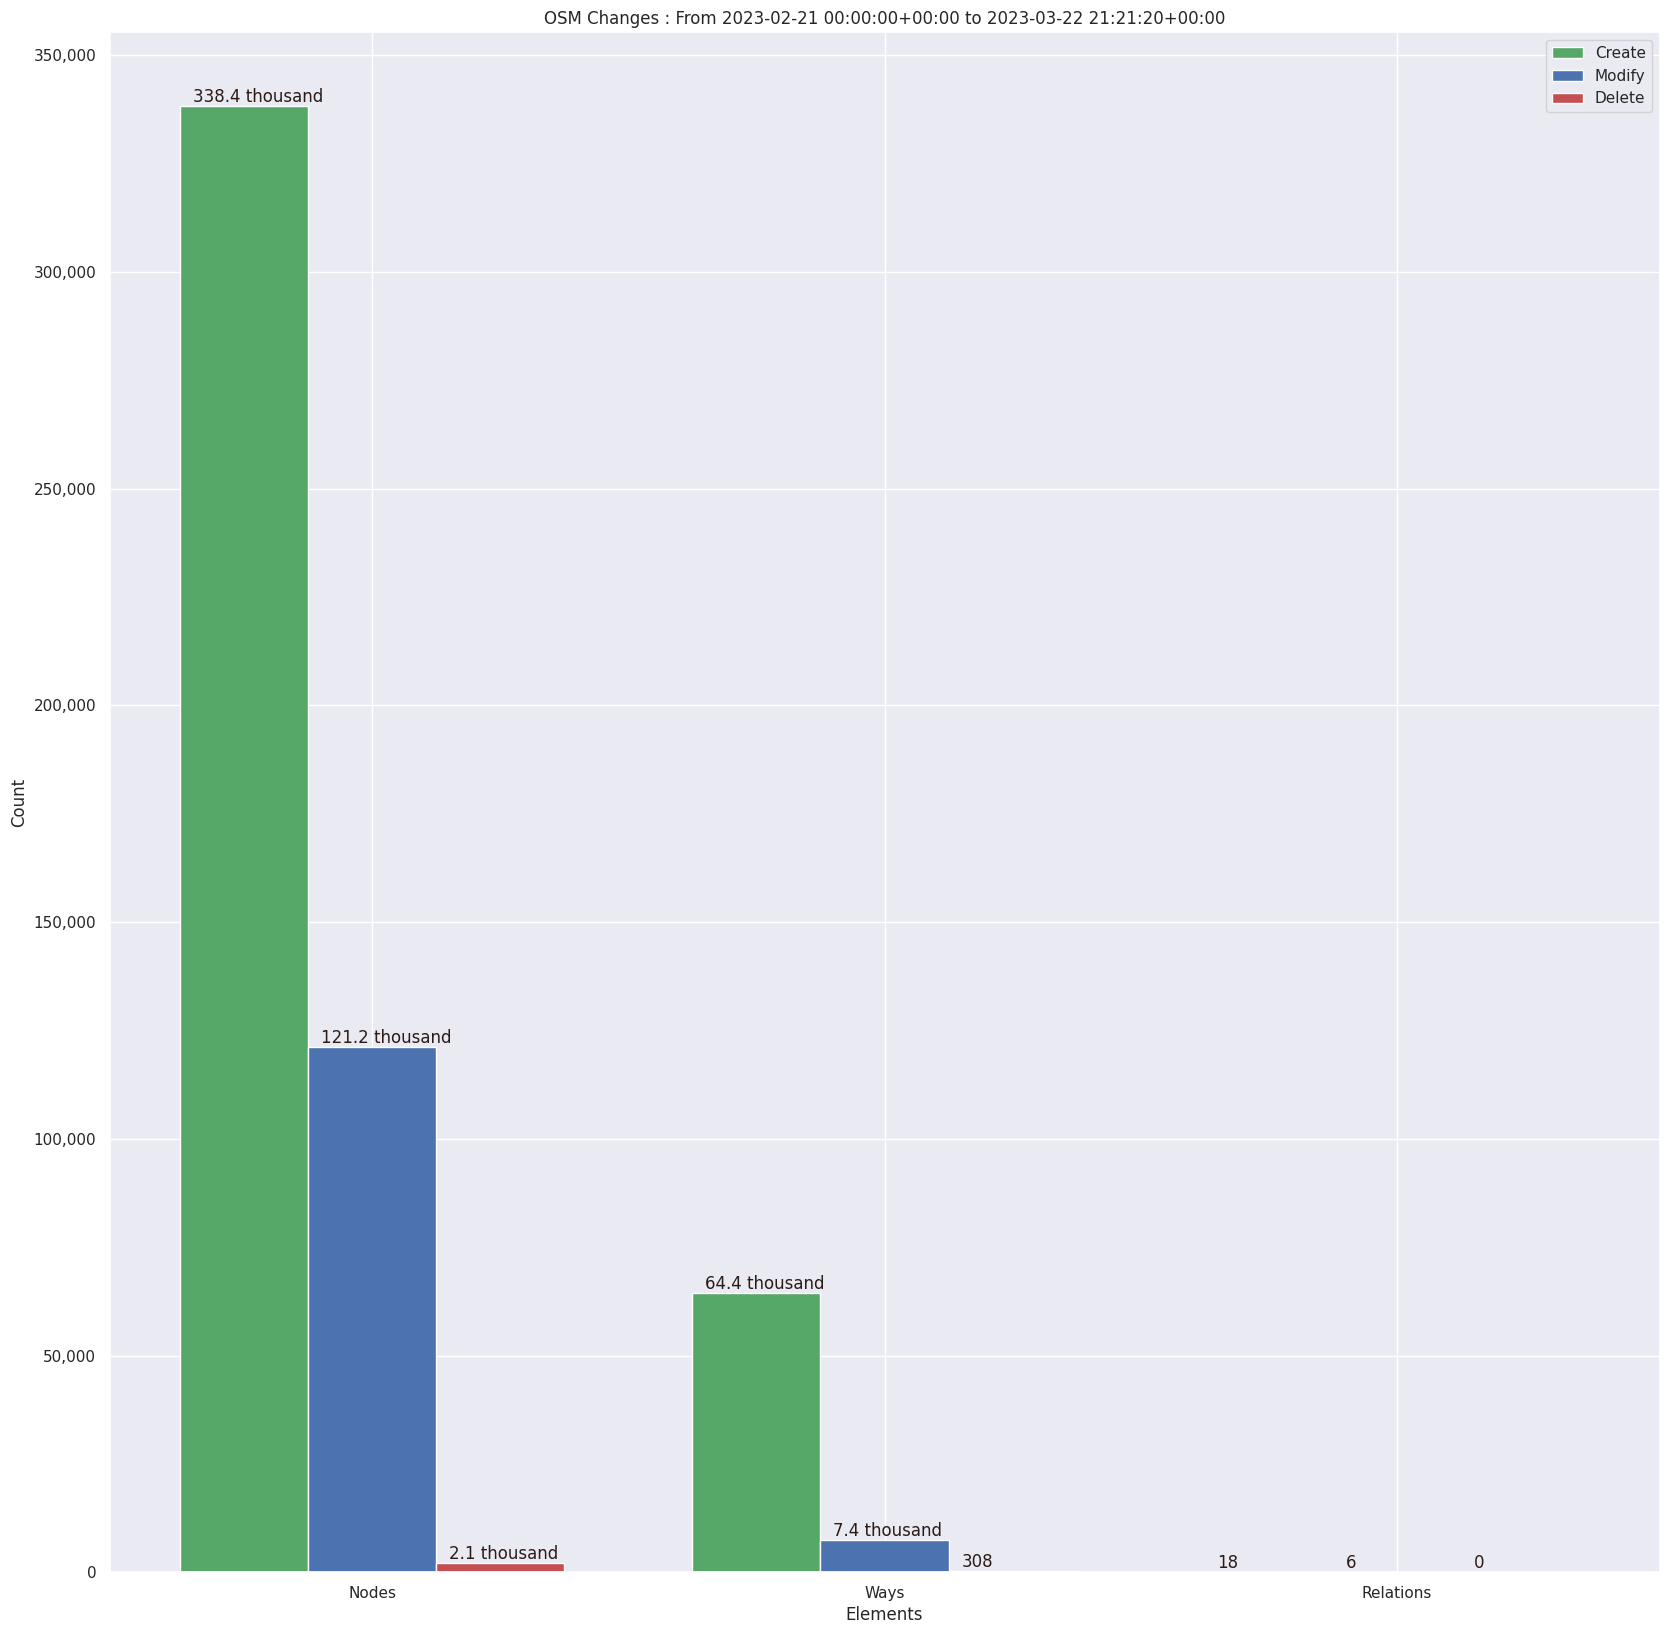 OSM Changes : From 2023-02-21 00:00:00+00:00 to 2023-03-22 21:21:20+00:00
Create
Modify
Delete
350,000
300,000
250,000
200,000
150,000
100,000
50,000
0
Count
338.4 thousand
121.2 thousand
2.1 thousand
64.4 thousand
7.4 thousand
308
18
6
0
Nodes
Ways
Relations
Elements